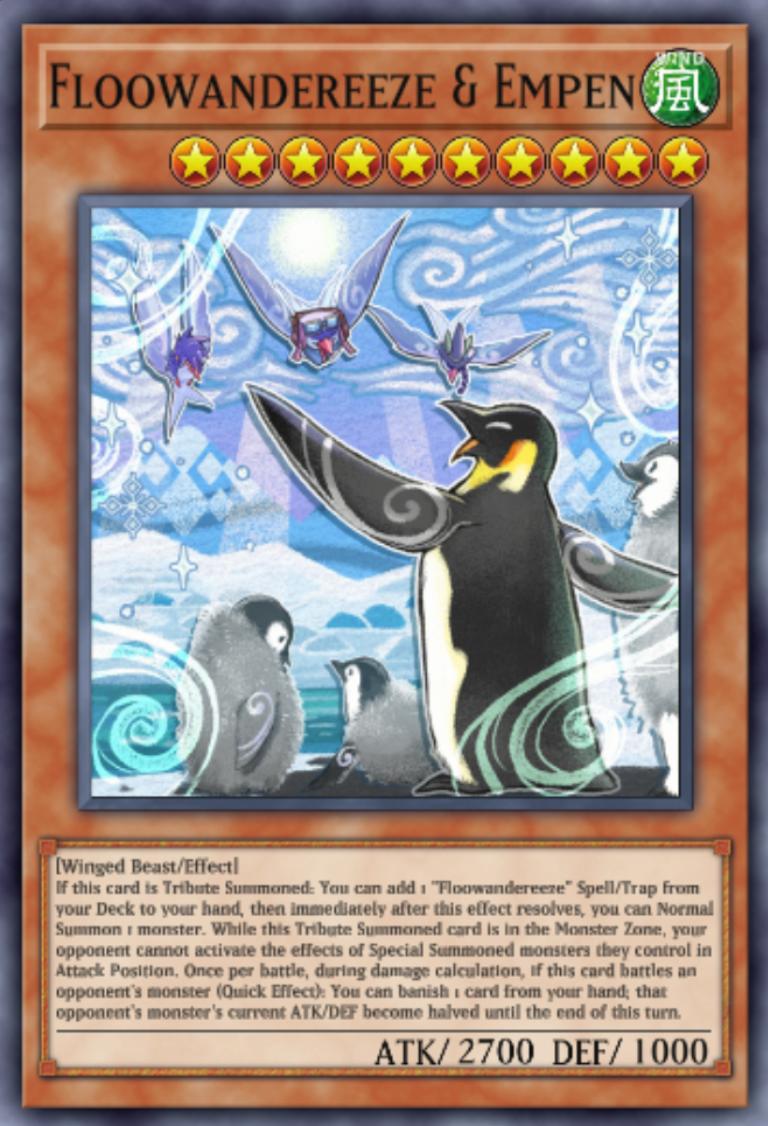 FLOOWANDEREEZE & EMPEN
WIND
風
[Winged Beast/Effect]
If this card is Tribute Summoned: You can add 1 "Floowandereeze" Spell/Trap from
your Deck to your hand, then immediately after this effect resolves, you can Normal
Summon 1 monster. While this Tribute Summoned card is in the Monster Zone, your
opponent cannot activate the effects of Special Summoned monsters they control in
Attack Position. Once per battle, during damage calculation, if this card battles an
opponent's monster (Quick Effect): You can banish 1 card from your hand; that
opponent's monster's current ATK/DEF become halved until the end of this turn.
ATK/ 2700 DEF/ 1000